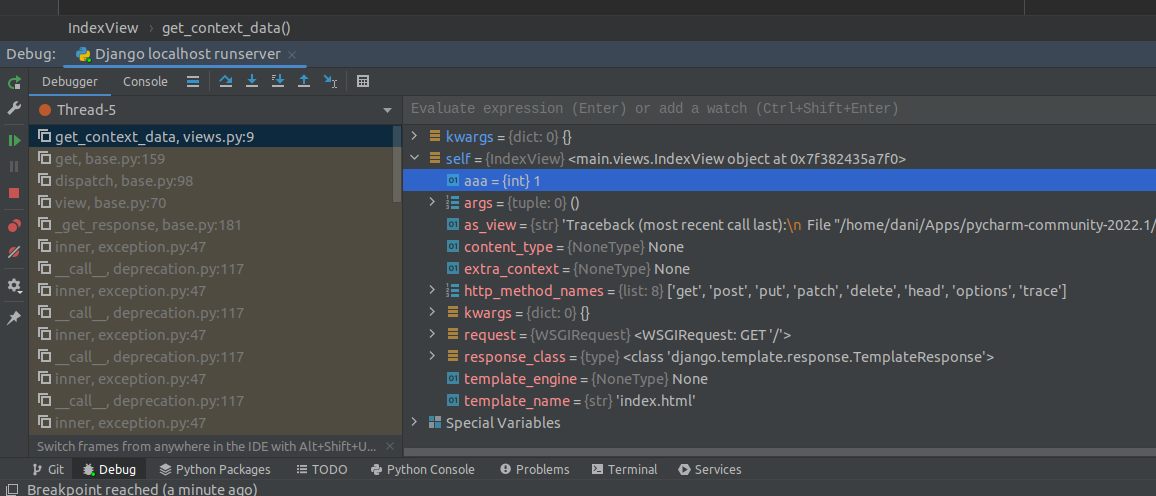 IndexView › get_context_data()
Debug: Django localhost runserver ×
Debugger Console
Thread-5
Evaluate expression (Enter) or add a watch (Ctrl+Shift+Enter)
get_context_data, views.py:9
get, base.py:159
dispatch, base.py:98
view, base.py:70
_get_response, base.py:181
inner, exception.py:47
__call__, deprecation.py:117
inner, exception.py:47
__call__, deprecation.py:117
inner, exception.py:47
__call__, deprecation.py:117
inner, exception.py:47
__call__, deprecation.py:117
inner, exception.py:47
Switch frames from anywhere in the IDE with Alt+Shift+U... ×
kwargs = {dict: 0} {}
self = {IndexView} <main.views.IndexView object at 0x7f382435a7f0>
01 aaa = {int} 1
args = {tuple: 0} ()
01 as_view = {str} 'Traceback (most recent call last):\n File "/home/dani/Apps/pycharm-community-2022.1/
01 content_type = {NoneType} None
01 extra_context = {NoneType} None
http_method_names = {list: 8} ['get', 'post', 'put', 'patch', 'delete', 'head', 'options', 'trace']
kwargs = {dict: 0} {}
request = {WSGIRequest} <WSGIRequest: GET '/'>
response_class = {type} <class 'django.template.response.TemplateResponse'>
01 template_engine = {NoneType} None
01 template_name = {str} 'index.html'
Special Variables
Git Debug Python Packages TODO Python Console Problems Terminal Services
Breakpoint reached (a minute ago)